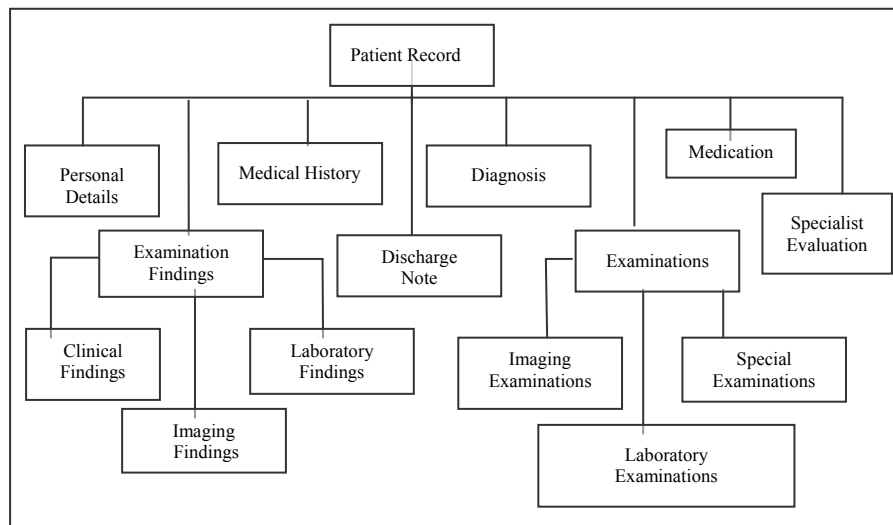 Patient Record
Personal
Details
Medical History
Diagnosis
Medication
Specialist
Evaluation
Examination
Findings
Discharge
Note
Examinations
Clinical
Findings
Imaging
Findings
Laboratory
Findings
Imaging
Examinations
Laboratory
Examinations
Special
Examinations